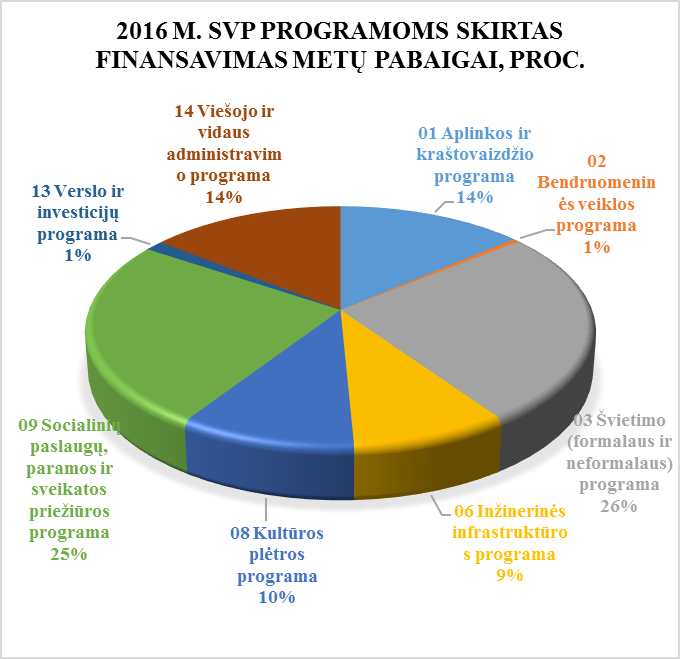 2016 M. SVP PROGRAMOMS SKIRTAS
FINANSAVIMAS METŲ PABAIGAI, PROC.
14 Viešojo ir
vidaus
administravim
o programa
14%
01 Aplinkos ir
kraštovaizdžio
programa
14%
02
Bendruomenin
ės veiklos
programa
1%
13 Verslo ir
investicijų
programa
1%
03 Švietimo
(formalaus ir
neformalaus)
programa
26%
09 Socialinių
paslaugų,
paramos ir
sveikatos
priežiūros
programa
25%
06 Inžinerinės
infrastruktūro
s programa
9%
08 Kultūros
plėtros
programa
10%